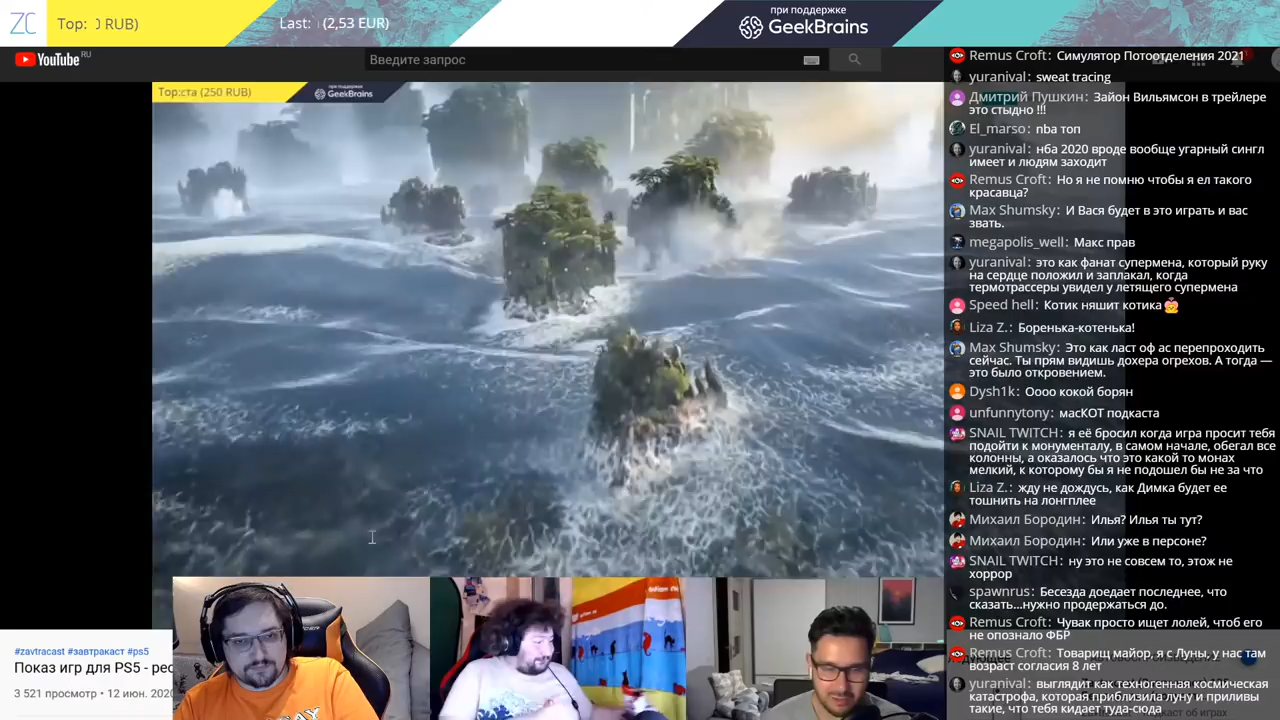 ZC
Top: Ɔ RUB)
Last: (2,53 EUR)
при поддержке
GeekBrains
YouTube RU
Введите запрос
Top:ста (250 RUB)
при поддержке
GeekBrains
Remus Croft: Симулятор Потоотделения 2021
yuranival: sweat tracing
Дмитрий Пушкин: Зайон Вильямсон в трейлере
это стыдно !!!
El_marso: nba топ
yuranival: нба 2020 вроде вообще угарный сингл
имеет и людям заходит
Remus Croft: Но я не помню чтобы я ел такого
красавца?
Max Shumsky: И Вася будет в это играть и вас
звать.
megapolis_well: Макс прав
yuranival: это как фанат супермена, который руку
на сердце положил и заплакал, когда
термотрассеры увидел у летящего супермена
Speed hell: Котик няшит котика
Liza Z.: Боренька-котенька!
Max Shumsky: Это как ласт оф ас перепроходить
сейчас. Ты прям видишь дохера огрехов. А тогда —
это было откровением.
Dysh1k: Оооо кокой борян
unfunnytony: масКОТ подкаста
SNAIL TWITCH: я её бросил когда игра просит тебя
подойти к монументалу, в самом начале, обегал все
колонны, а оказалось что это какой то монах
мелкий, к которому бы я не подошел бы не за что
Liza Z.: жду не дождусь, как Димка будет ее
тошнить на лонгплее
Михаил Бородин: Илья? Илья ты тут?
Михаил Бородин: Или уже в персоне?
SNAIL TWITCH: ну это не совсем то, этож не
хоррор
spawnrus: Бесезда доедает последнее, что
сказать...нужно продержаться до.
Remus Croft: Чувак просто ищет лолей, чтоб его
не опознало ФБР
Remus Croft: Товарищ майор, я с Луны, у нас там
возраст согласия 8 лет
yuranival: выглядит как техногенная космическая
катастрофа, которая приблизила луну и приливы
такие, что тебя кидает туда-сюда
#zavtracast #завтракаст #ps5
Показ игр для PS5 - рес
3 521 просмотр • 12 июн. 2020